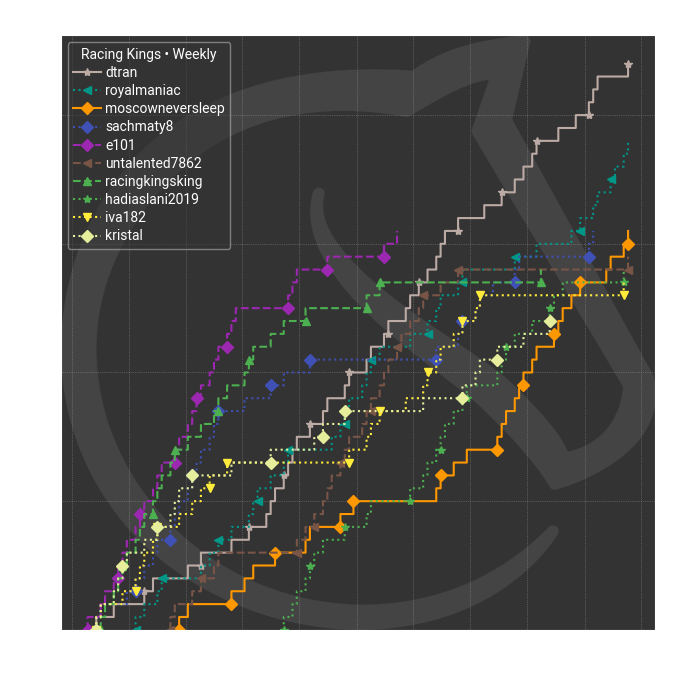 Racing Kings • Weekly
dtran
royalmaniac
moscowneversleep
sachmaty8
e101
untalented7862
racingkingsking
hadiaslani2019
iva182
kristal